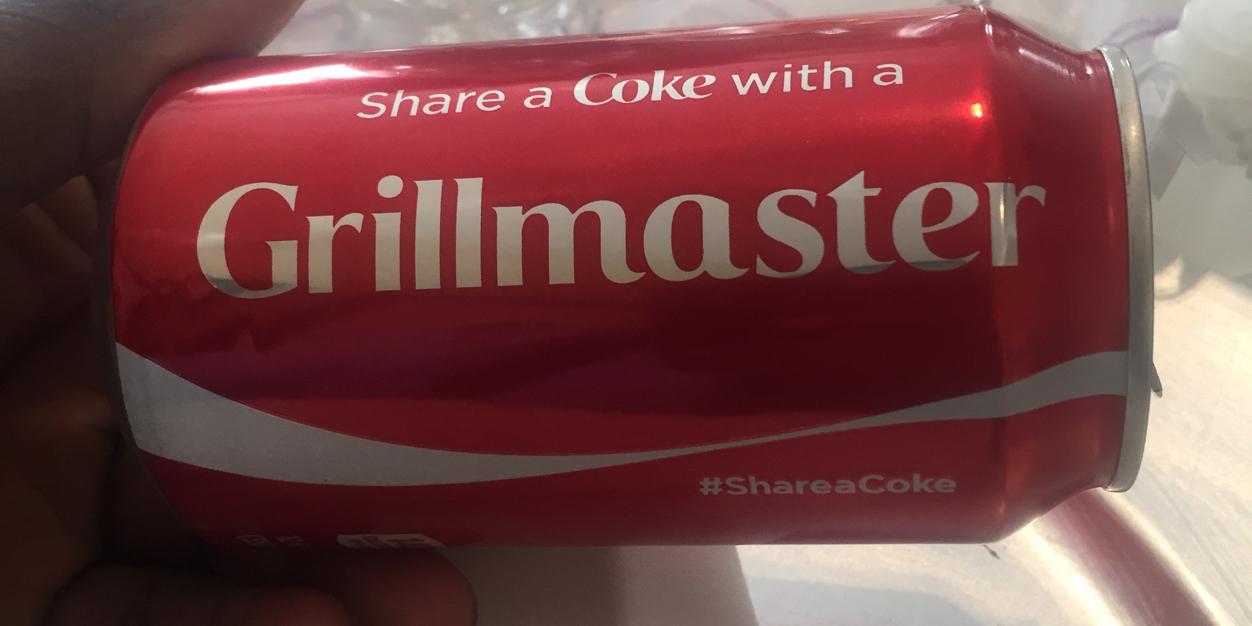 Share a Coke with a
Grillmaster
#ShareaCoke